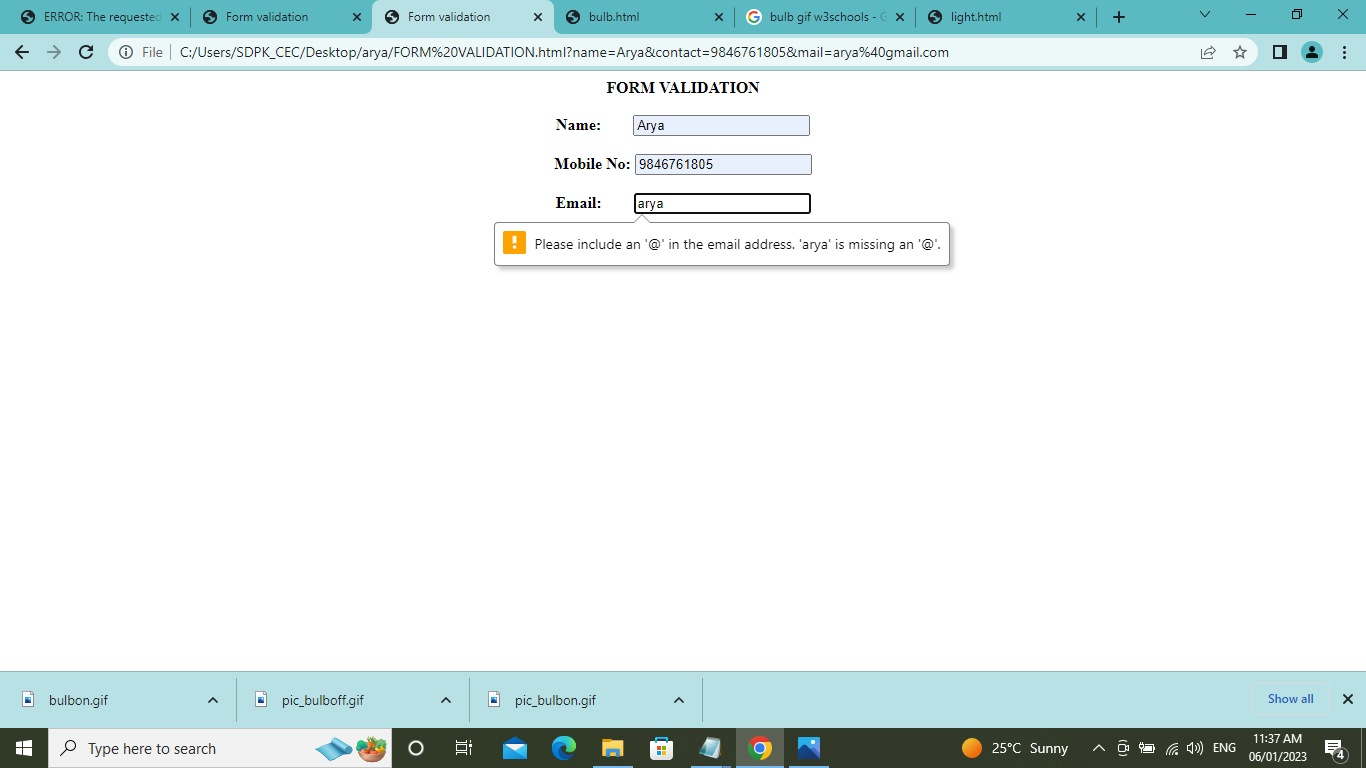 ERROR: The requested
Form validation
Form validation
bulb.html
bulb gif w3schools - G
light.html
File
C:/Users/SDPK_CEC/Desktop/arya/FORM%20VALIDATION.html?name=Arya&contact=9846761805&mail=arya%40gmail.com
FORM VALIDATION
Name: Arya
Mobile No: 9846761805
Email: arya
Please include an '@' in the email address. 'arya' is missing an '@'.
bulbon.gif
pic_bulboff.gif
pic_bulbon.gif
Show all
Type here to search
25°C Sunny
ENG
11:37 AM
06/01/2023
4